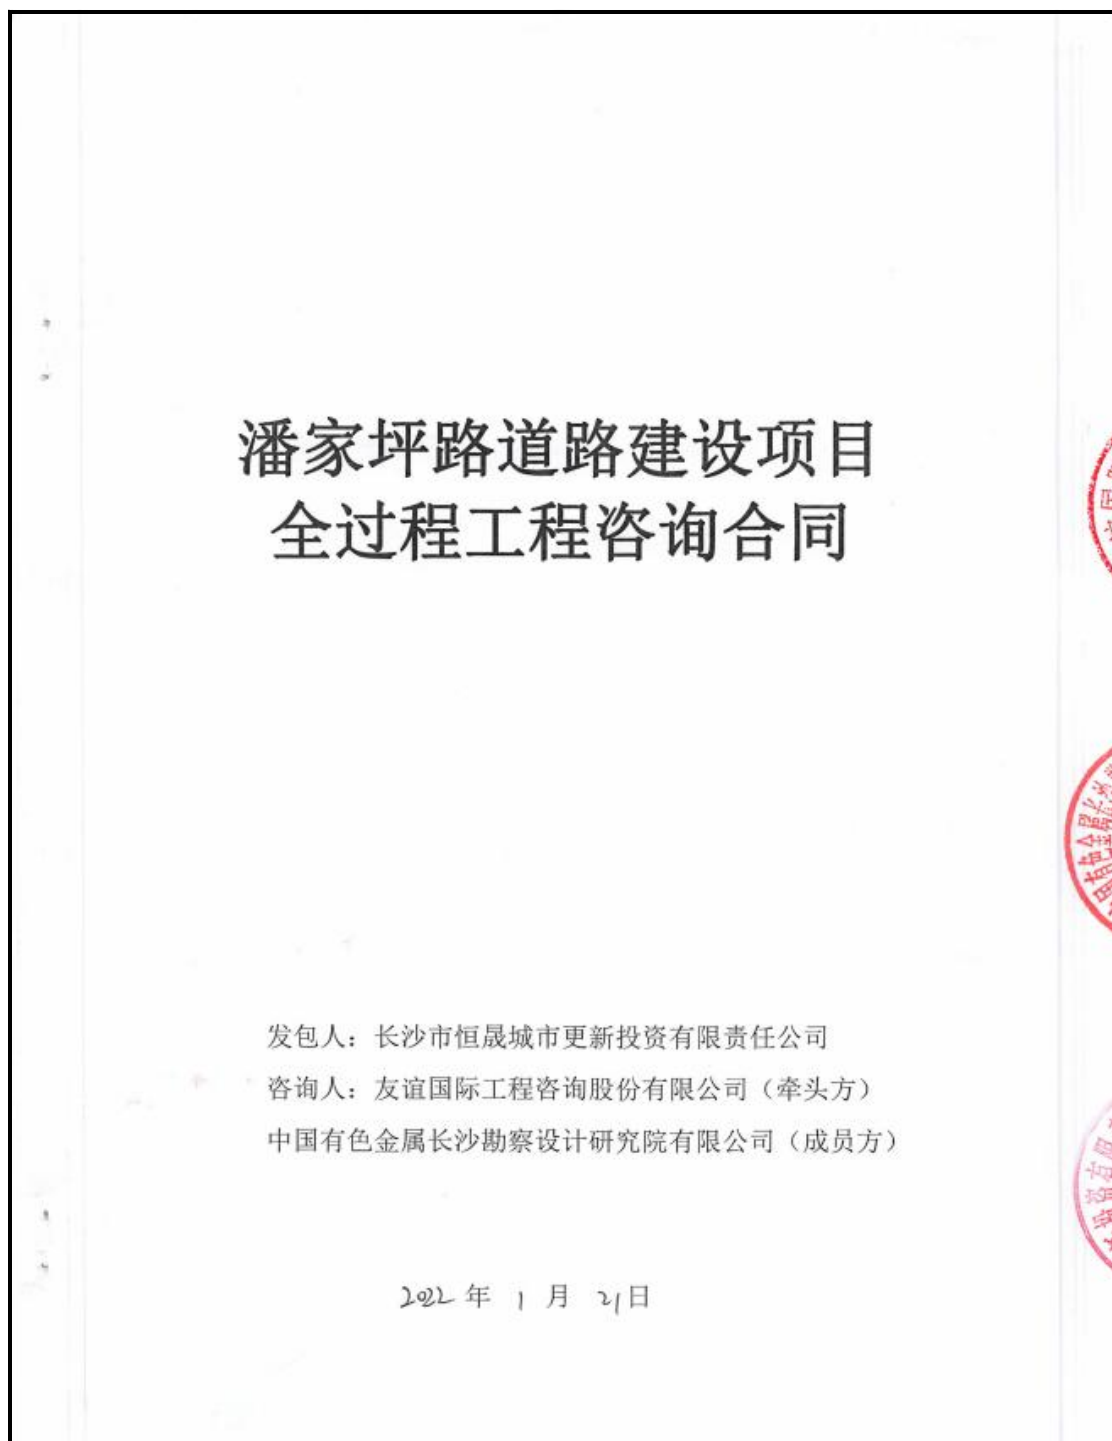 潘家坪路道路建设项目
全过程工程咨询合同
发包人：长沙市恒晟城市更新投资有限责任公司
咨询人：友谊国际工程咨询股份有限公司（牵头方）
中国有色金属长沙勘察设计研究院有限公司（成员方）
2022年 1 月 21日